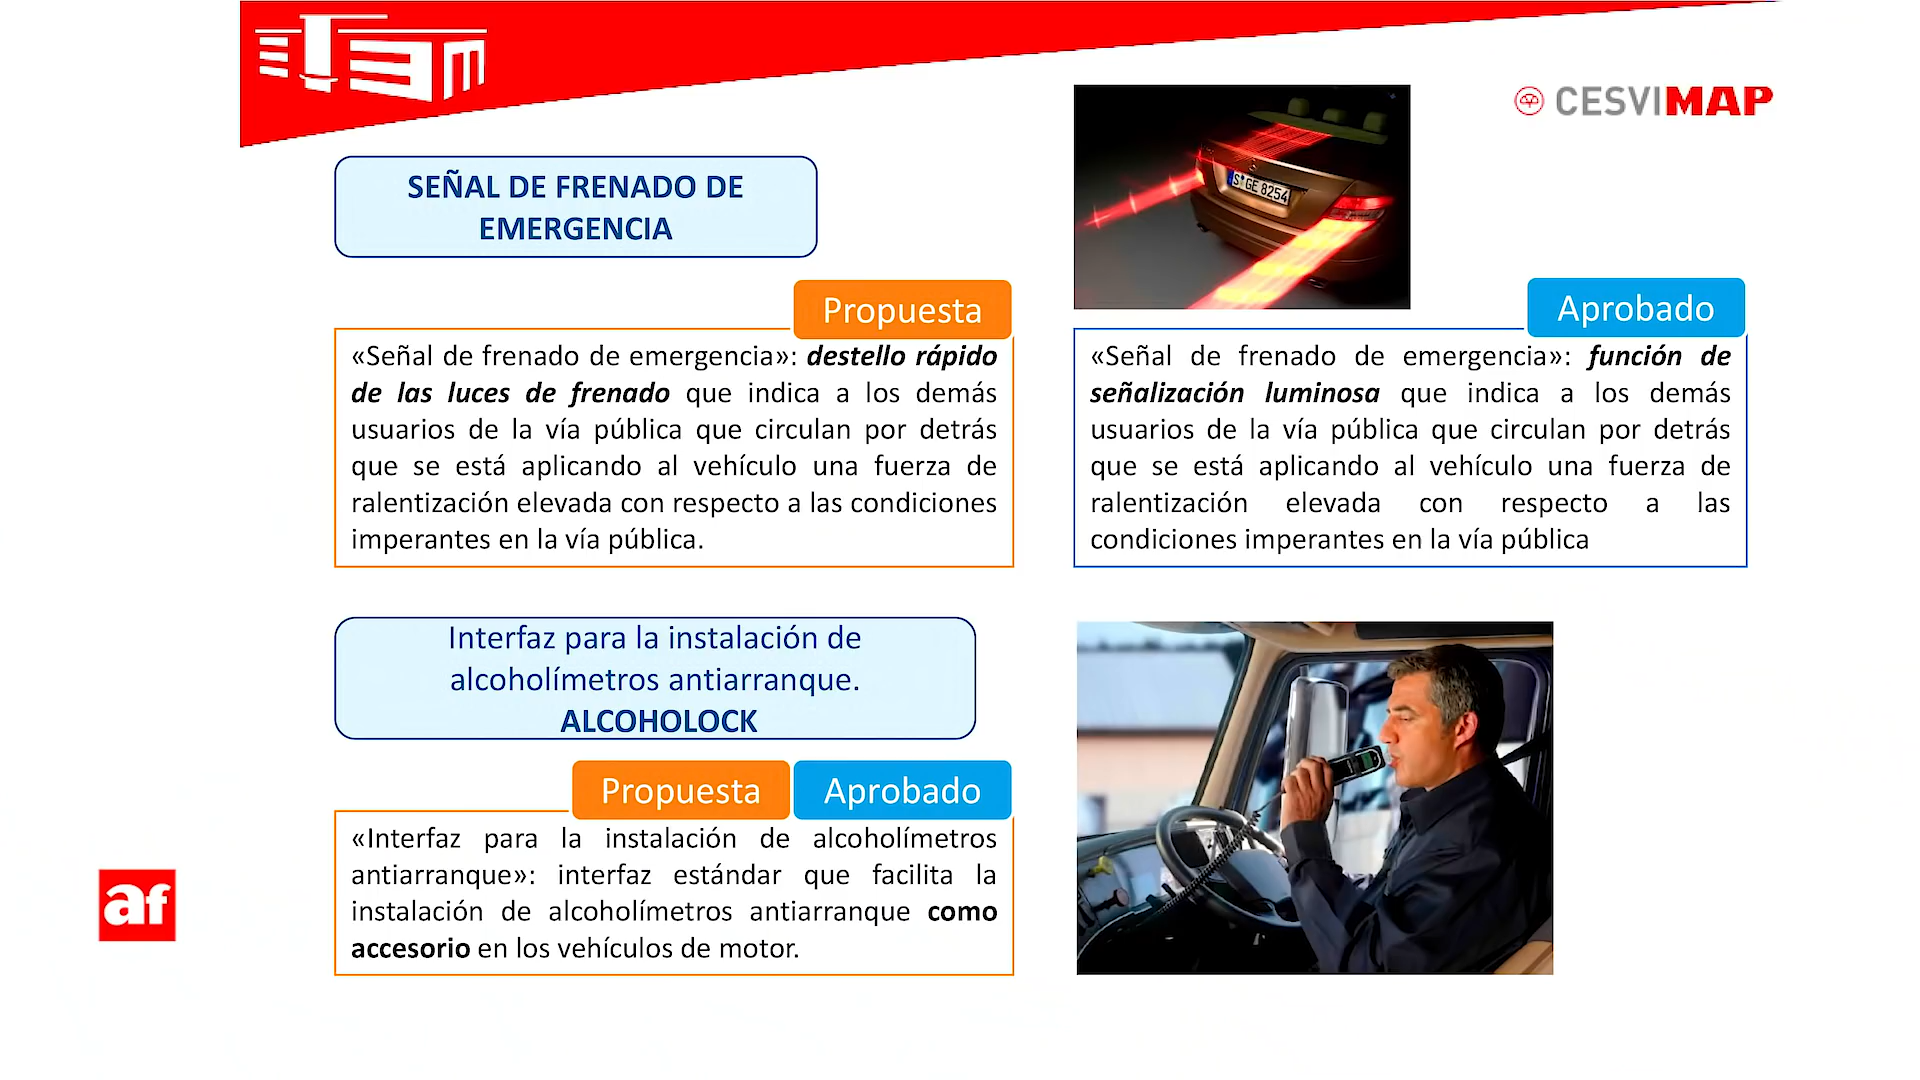 CESVIMAP
SEÑAL DE FRENADO DE
EMERGENCIA
S GE 8254
Propuesta
«Señal de frenado de emergencia»: destello rápido
de las luces de frenado que indica a los demás
usuarios de la vía pública que circulan por detrás
que se está aplicando al vehículo una fuerza de
ralentización elevada con respecto a las condiciones
imperantes en la vía pública.
Aprobado
«Señal de frenado de emergencia»: función de
señalización luminosa que indica a los demás
usuarios de la vía pública que circulan por detrás
que se está aplicando al vehículo una fuerza de
ralentización elevada con respecto a las
condiciones imperantes en la vía pública
Interfaz para la instalación de
alcoholímetros antiarranque.
ALCOHOLOCK
Propuesta
Aprobado
«Interfaz para la instalación de alcoholímetros
antiarranque»: interfaz estándar que facilita la
instalación de alcoholímetros antiarranque como
accesorio en los vehículos de motor.
af